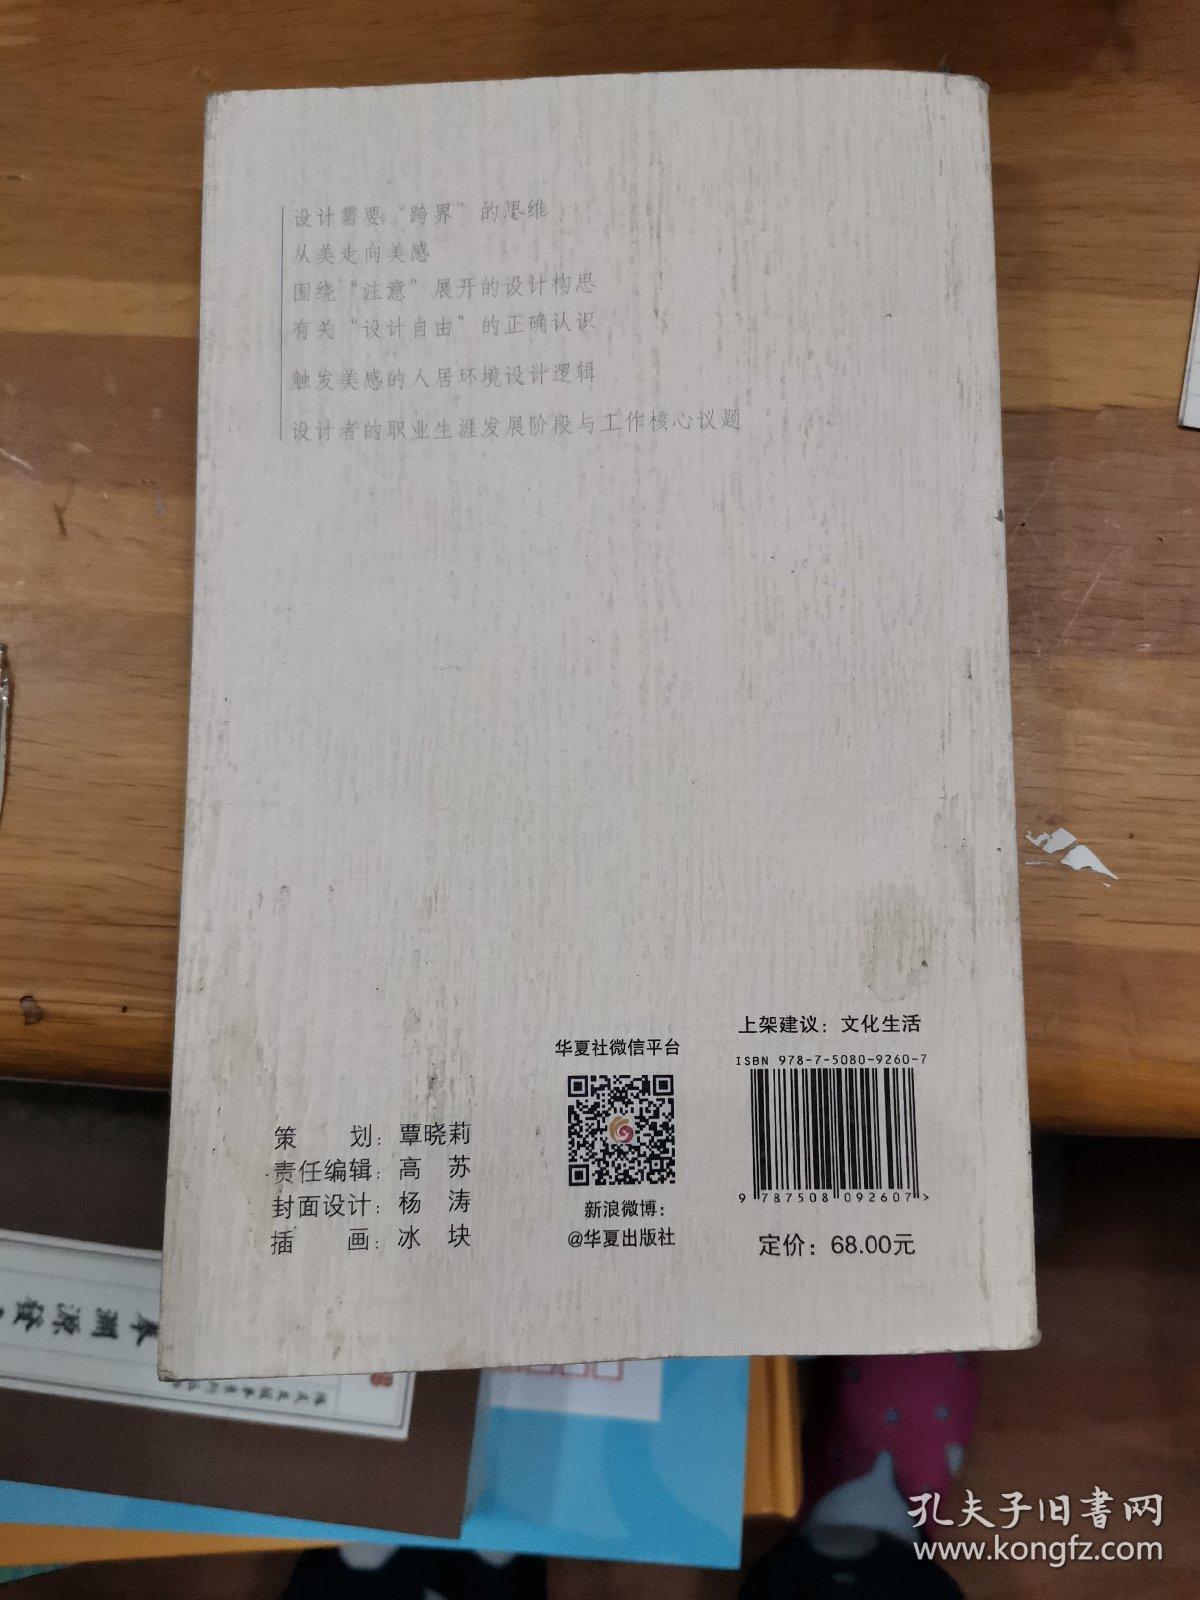 设计需要“跨界”的思维
从美走向美感
围绕“注意”展开的设计构思
有关“设计自由”的正确认识
触发美感的人居环境设计逻辑
设计者的职业生涯发展阶段与工作核心议题
策　　划：覃晓莉
责任编辑：高　苏
封面设计：杨　涛
插　　画：冰　块
华夏社微信平台
新浪微博：
@华夏出版社
上架建议：文化生活
ISBN 978-7-5080-9260-7
9 787508 092607 >
定价：68.00元
孔夫子旧书网
www.kongfz.com